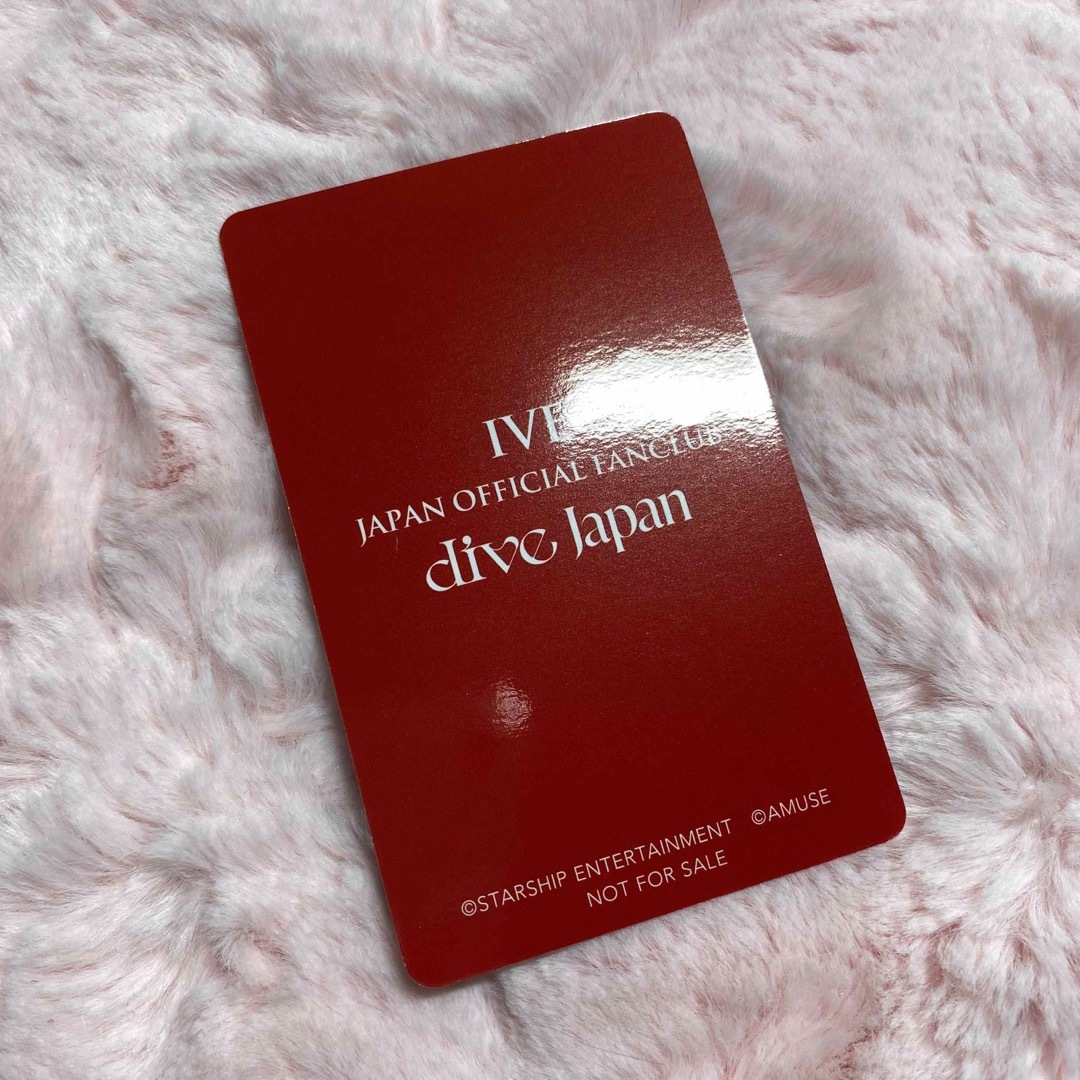 IVE
JAPAN OFFICIAL FANCLUB
dive Japan
©STARSHIP ENTERTAINMENT ©AMUSE
NOT FOR SALE